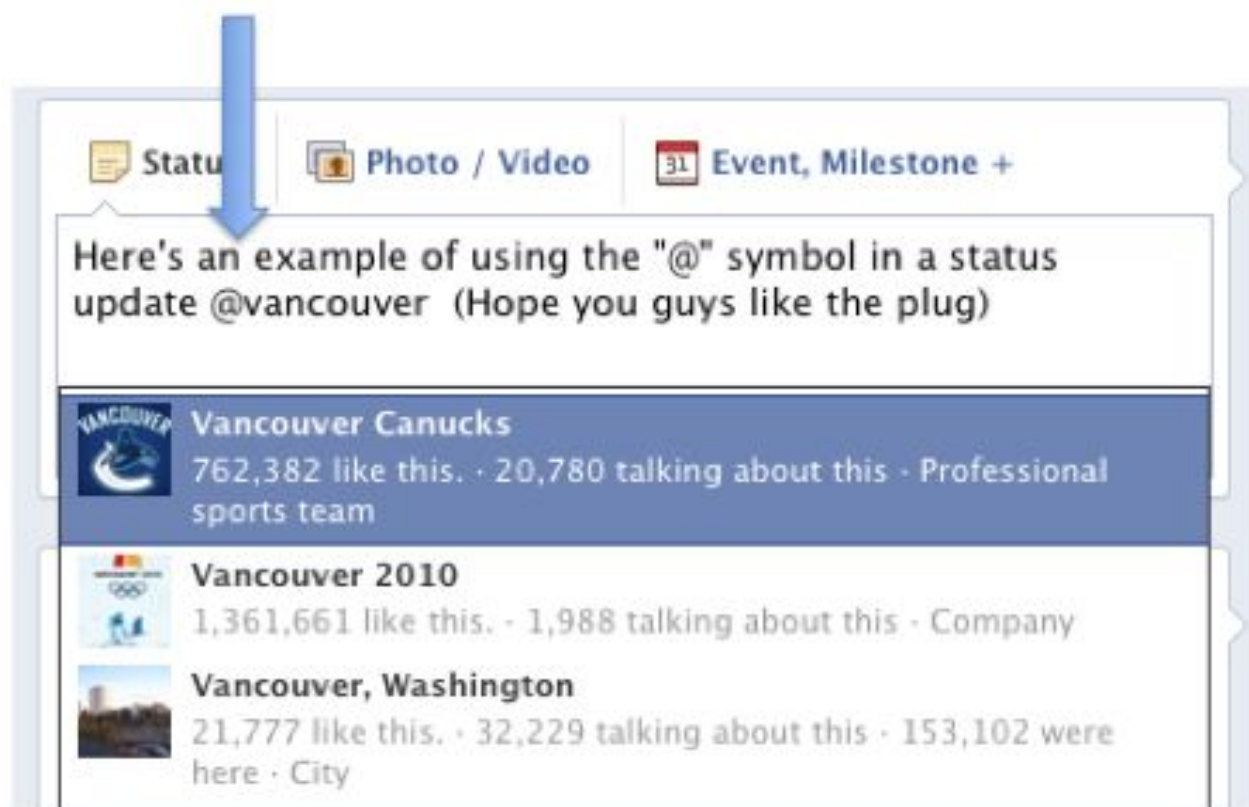 Statu
Photo / Video
31
Event, Milestone +
Here's an example of using the "@" symbol in a status
update @vancouver (Hope you guys like the plug)
VANCOUVER
Vancouver Canucks
762,382 like this. · 20,780 talking about this · Professional
sports team
Vancouver 2010
1,361,661 like this. · 1,988 talking about this · Company
Vancouver, Washington
21,777 like this. · 32,229 talking about this · 153,102 were
here · City